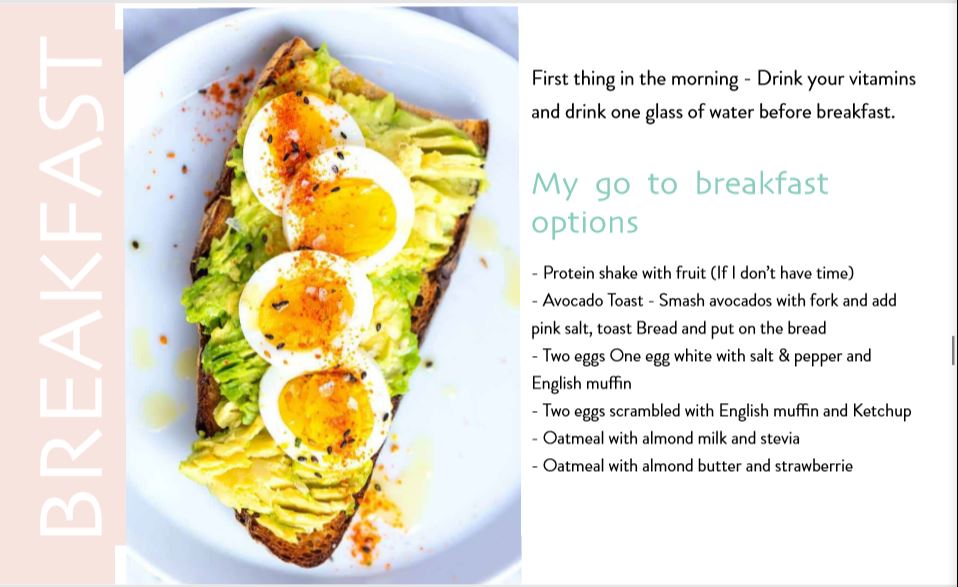 BREAKFAST
First thing in the morning - Drink your vitamins
and drink one glass of water before breakfast.
My go to breakfast
options
- Protein shake with fruit (If I don't have time)
- Avocado Toast - Smash avocados with fork and add
pink salt, toast Bread and put on the bread
- Two eggs One egg white with salt & pepper and
English muffin
- Two eggs scrambled with English muffin and Ketchup
- Oatmeal with almond milk and stevia
- Oatmeal with almond butter and strawberrie